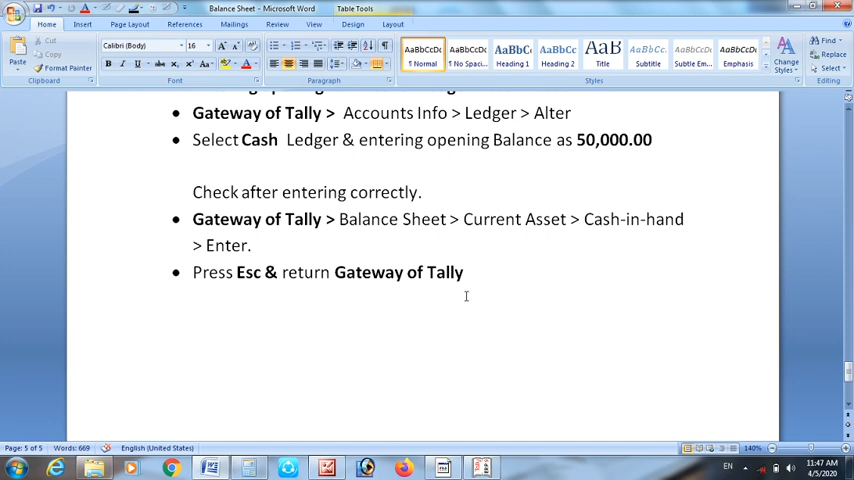 Balance Sheet - Microsoft Word
Table Tools
Home
Insert
Page Layout
References
Mailings
Review
View
Design
Layout
Paste
Cut
Copy
Format Painter
Clipboard
Calibri (Body)
16
Font
Paragraph
AaBbCcDc
¶ Normal
AaBbCcDc
¶ No Spaci...
AaBbC
Heading 1
AaBbCc
Heading 2
AaB
Title
AaBbCc
Subtitle
AaBbCcDc
Subtle Em...
AaBbCcDc
Emphasis
Change Styles
Styles
Find
Replace
Select
Editing
Gateway of Tally > Accounts Info > Ledger > Alter
Select Cash Ledger & entering opening Balance as 50,000.00
Check after entering correctly.
Gateway of Tally > Balance Sheet > Current Asset > Cash-in-hand
> Enter.
Press Esc & return Gateway of Tally
Page: 5 of 5
Words: 669
English (United States)
140%
EN
11:47 AM
4/5/2020